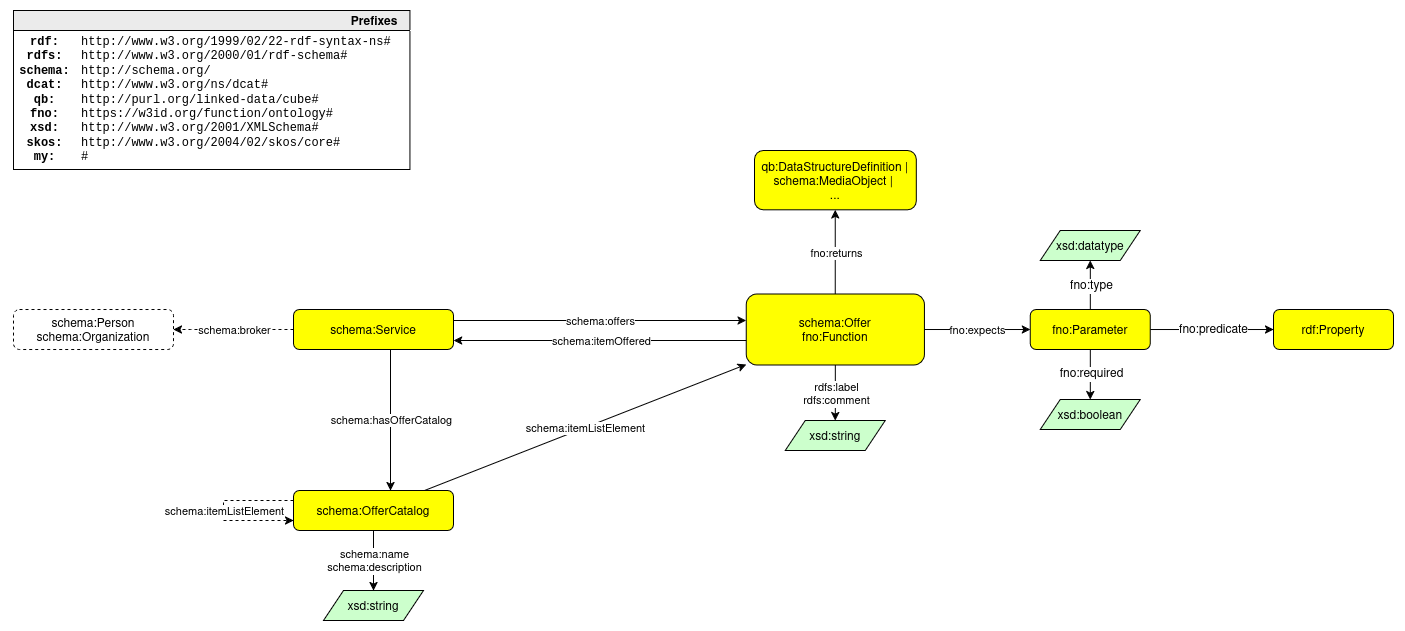 Prefixes
rdf: http://www.w3.org/1999/02/22-rdf-syntax-ns#
rdfs: http://www.w3.org/2000/01/rdf-schema#
schema: http://schema.org/
dcat: http://www.w3.org/ns/dcat#
qb: http://purl.org/linked-data/cube#
fno: https://w3id.org/function/ontology#
xsd: http://www.w3.org/2001/XMLSchema#
skos: http://www.w3.org/2004/02/skos/core#
my: #
qb:DataStructureDefinition |
schema:MediaObject |
...
fno:returns
xsd:datatype
fno:type
schema:Person
schema:Organization
schema:broker
schema:Service
schema:offers
schema:itemOffered
schema:Offer
fno:Function
fno:expects
fno:Parameter
fno:predicate
rdf:Property
fno:required
xsd:boolean
rdfs:label
rdfs:comment
xsd:string
schema:hasOfferCatalog
schema:itemListElement
schema:itemListElement
schema:OfferCatalog
schema:name
schema:description
xsd:string